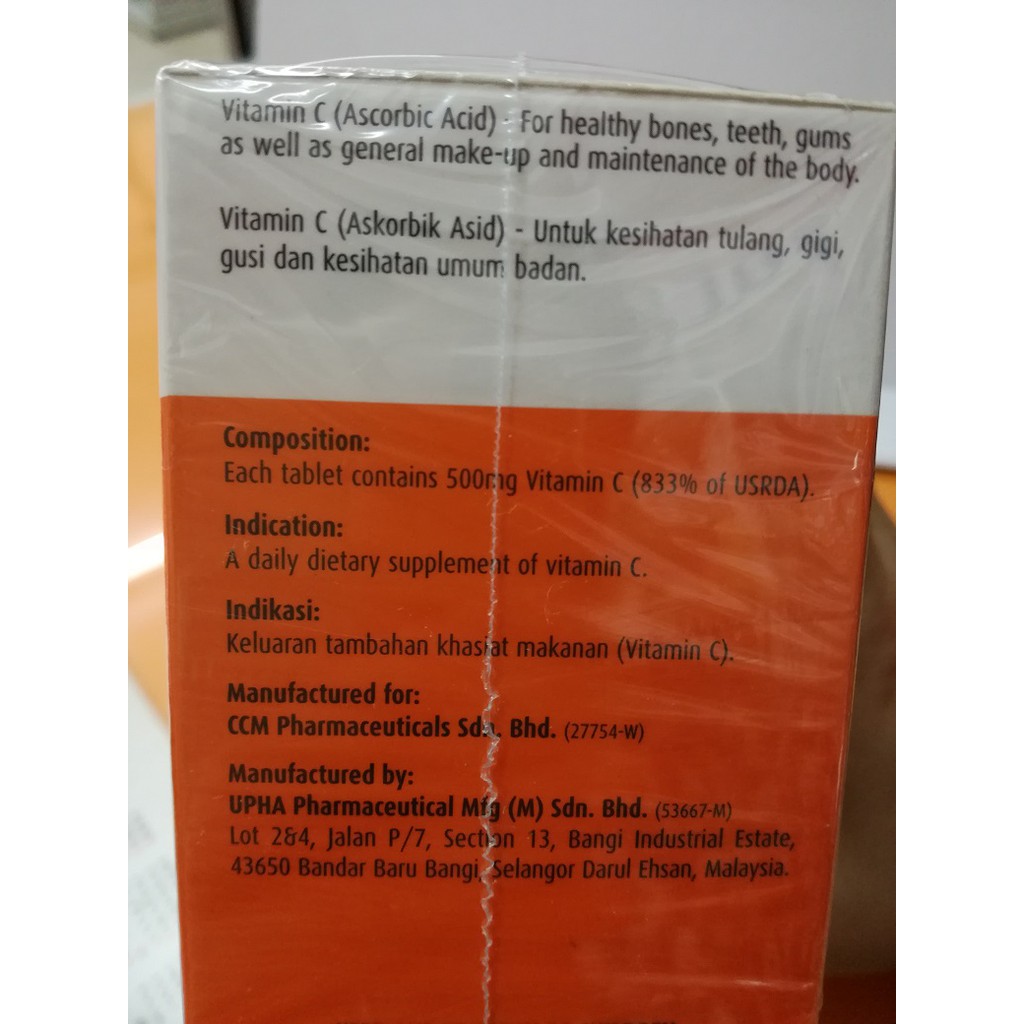 Vitamin C (Ascorbic Acid) - For healthy bones, teeth, gums
as well as general make-up and maintenance of the body.
Vitamin C (Askorbik Asid) - Untuk kesihatan tulang, gigi,
gusi dan kesihatan umum badan.
Composition:
Each tablet contains 500mg Vitamin C (833% of USRDA).
Indication:
A daily dietary supplement of vitamin C.
Indikasi:
Keluaran tambahan khasiat makanan (Vitamin C).
Manufactured for:
CCM Pharmaceuticals Sdn. Bhd. (27754-W)
Manufactured by:
UPHA Pharmaceutical Mfg (M) Sdn. Bhd. (53667-M)
Lot 2&4, Jalan P/7, Section 13, Bangi Industrial Estate,
43650 Bandar Baru Bangi, Selangor Darul Ehsan, Malaysia.